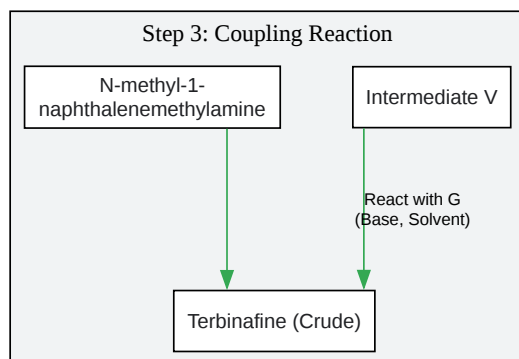 Step 3: Coupling Reaction
N-methyl-1-
naphthalenemethylamine
Intermediate V
React with G
(Base, Solvent)
Terbinafine (Crude)